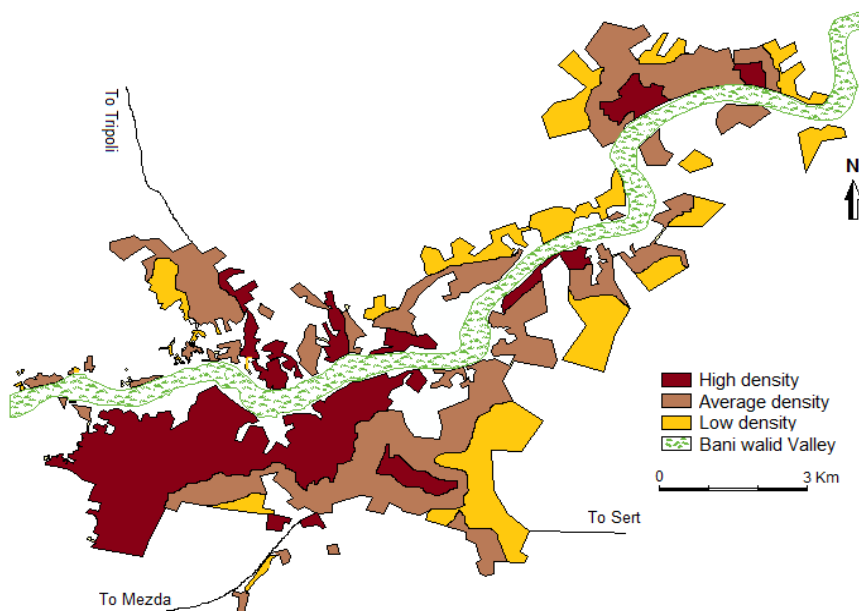 To Tripoli
N
High density
Average density
Low density
Bani walid Valley
0 3 Km
To Sert
To Mezda